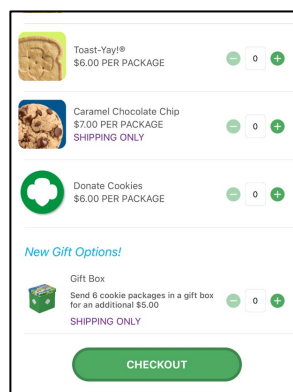 Toast-Yay!®
$6.00 PER PACKAGE
0
Caramel Chocolate Chip
$7.00 PER PACKAGE
SHIPPING ONLY
0
Donate Cookies
$6.00 PER PACKAGE
0
New Gift Options!
Gift Box
Send 6 cookie packages in a gift box
for an additional $5.00
SHIPPING ONLY
0
CHECKOUT